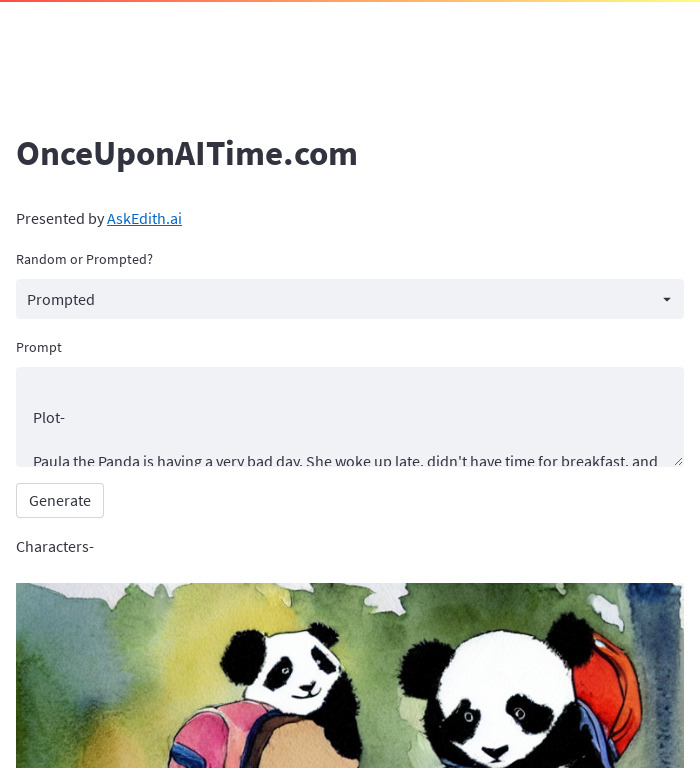 OnceUponAITime.com
Presented by AskEdith.ai
Random or Prompted?
Prompted
Prompt
Plot-
Paula the Panda is having a very bad day. She woke up late, didn't have time for breakfast, and
Generate
Characters-